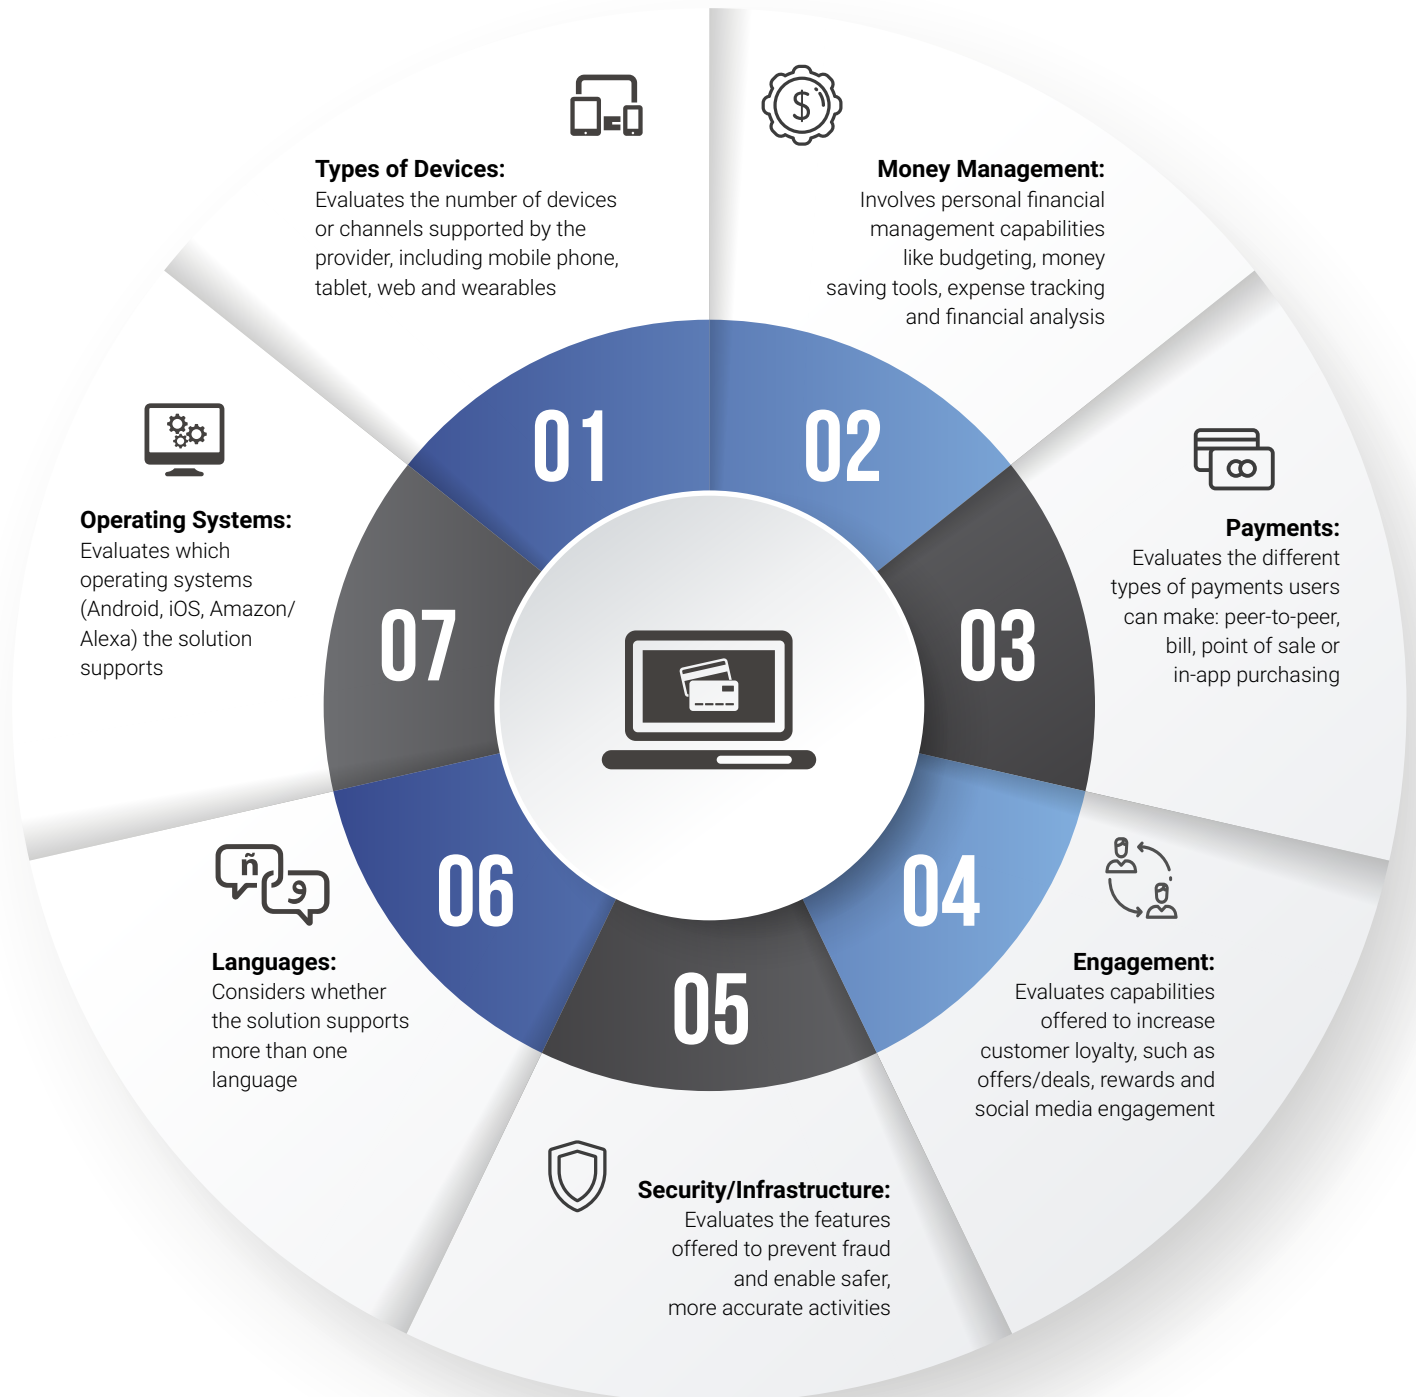 01
Types of Devices:
Evaluates the number of devices
or channels supported by the
provider, including mobile phone,
tablet, web and wearables
02
$
Money Management:
Involves personal financial
management capabilities
like budgeting, money
saving tools, expense tracking
and financial analysis
03
Payments:
Evaluates the different
types of payments users
can make: peer-to-peer,
bill, point of sale or
in-app purchasing
04
Engagement:
Evaluates capabilities
offered to increase
customer loyalty, such as
offers/deals, rewards and
social media engagement
05
Security/Infrastructure:
Evaluates the features
offered to prevent fraud
and enable safer,
more accurate activities
06
ñ
و
Languages:
Considers whether
the solution supports
more than one
language
07
Operating Systems:
Evaluates which
operating systems
(Android, iOS, Amazon/
Alexa) the solution
supports